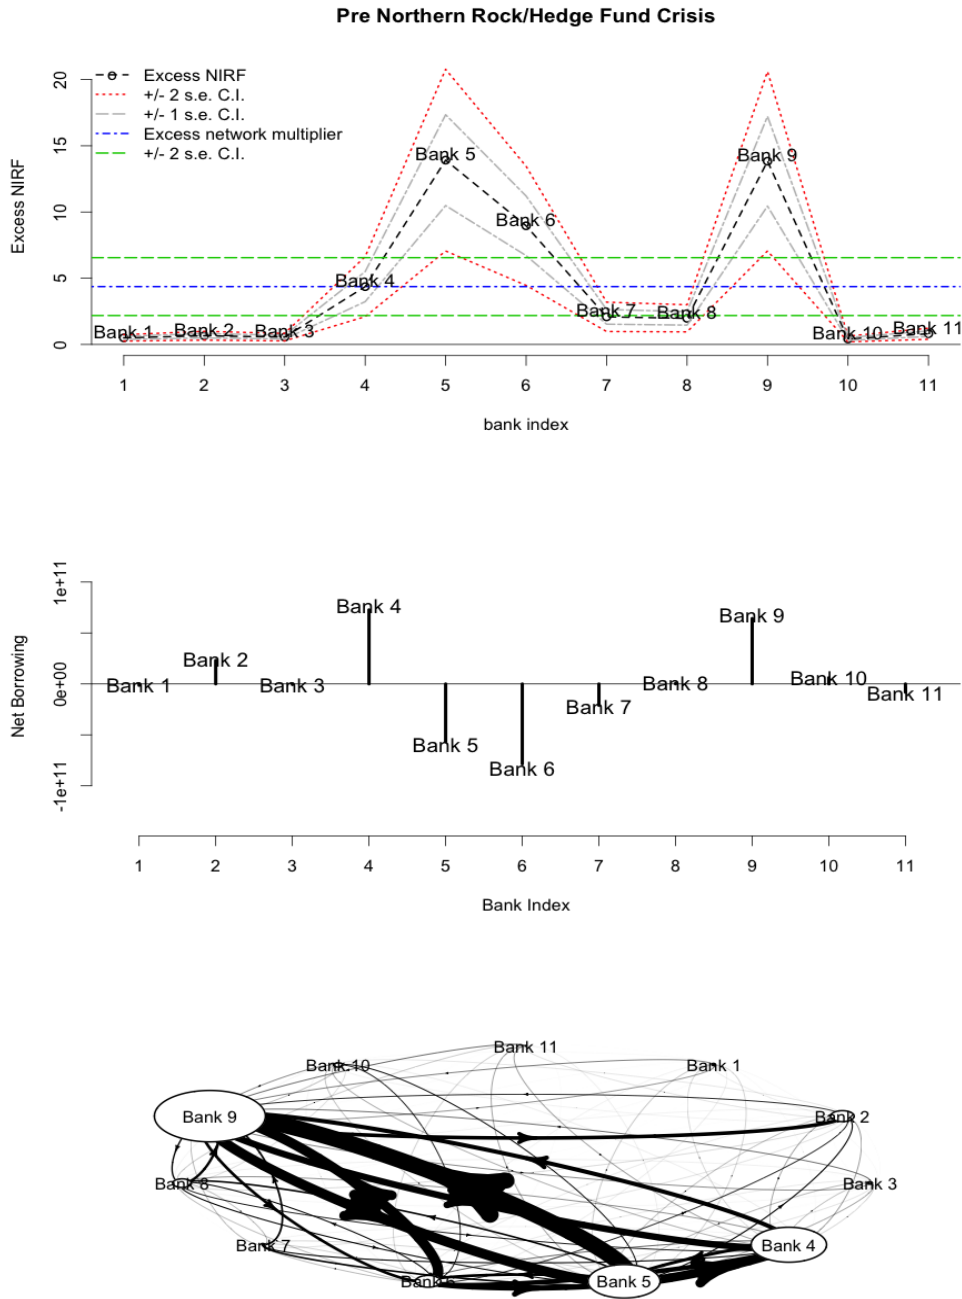 Pre Northern Rock/Hedge Fund Crisis
Excess NIRF
+/- 2 s.e. C.I.
+/- 1 s.e. C.I.
Excess network multiplier
+/- 2 s.e. C.I.
Excess NIRF
20
15
10
5
0
Bank 1
Bank 2
Bank 3
Bank 4
Bank 5
Bank 6
Bank 7
Bank 8
Bank 9
Bank 10
Bank 11
1 2 3 4 5 6 7 8 9 10 11
bank index
Net Borrowing
1e+11
0e+00
-1e+11
Bank 1
Bank 2
Bank 3
Bank 4
Bank 5
Bank 6
Bank 7
Bank 8
Bank 9
Bank 10
Bank 11
1 2 3 4 5 6 7 8 9 10 11
Bank Index
Bank 11
Bank 10
Bank 1
Bank 9
Bank 2
Bank 8
Bank 3
Bank 7
Bank 4
Bank 6
Bank 5